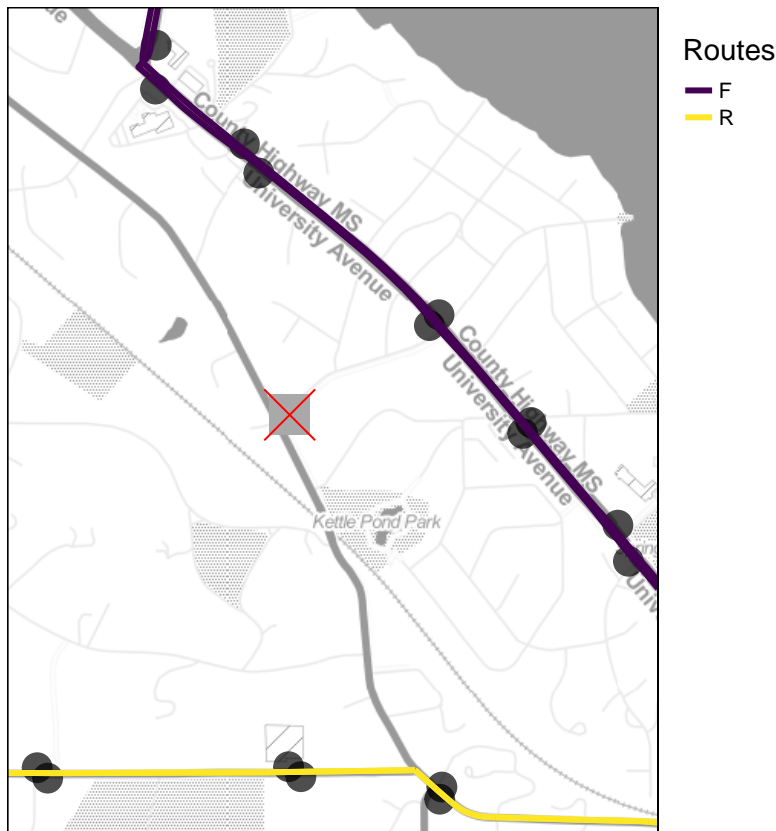 Routes
F
R
County Highway MS
University Avenue
County Highway MS
University Avenue
Kettle Pond Park